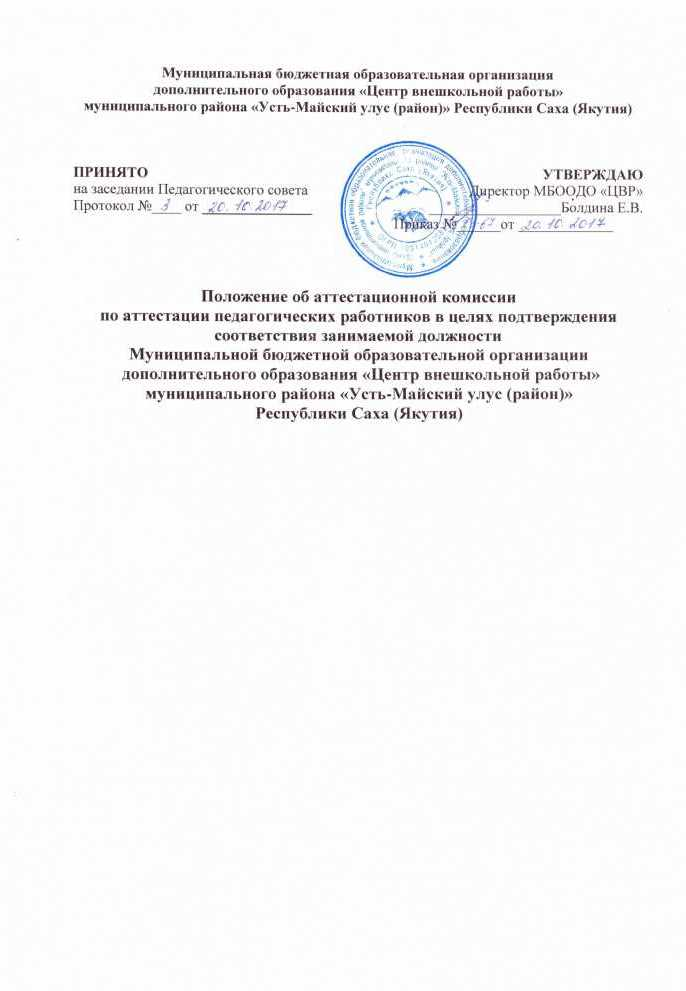 Муниципальная бюджетная образовательная организация
дополнительного образования «Центр внешкольной работы»
муниципального района «Усть-Майский улус (район)» Республики Саха (Якутия)
ПРИНЯТО
на заседании Педагогического совета
Протокол № 3 от 20.10.2017
УТВЕРЖДАЮ
Директор МБООДО «ЦВР»
Болдина Е.В.
Приказ № от 20.10.2017
Положение об аттестационной комиссии
по аттестации педагогических работников в целях подтверждения
соответствия занимаемой должности
Муниципальной бюджетной образовательной организации
дополнительного образования «Центр внешкольной работы»
муниципального района «Усть-Майский улус (район)»
Республики Саха (Якутия)